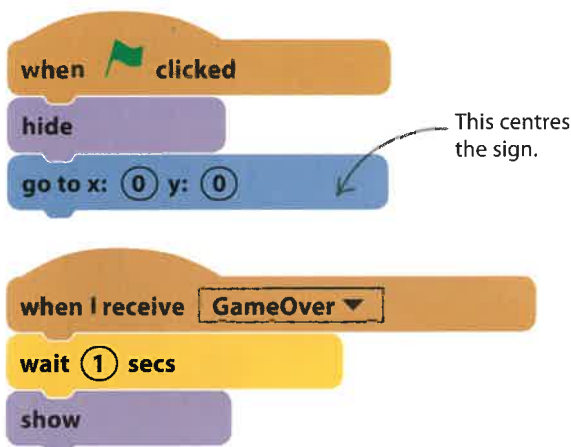 when clicked
hide
This centres
the sign.
go to x: 0 y: 0
when I receive GameOver
wait 1 secs
show